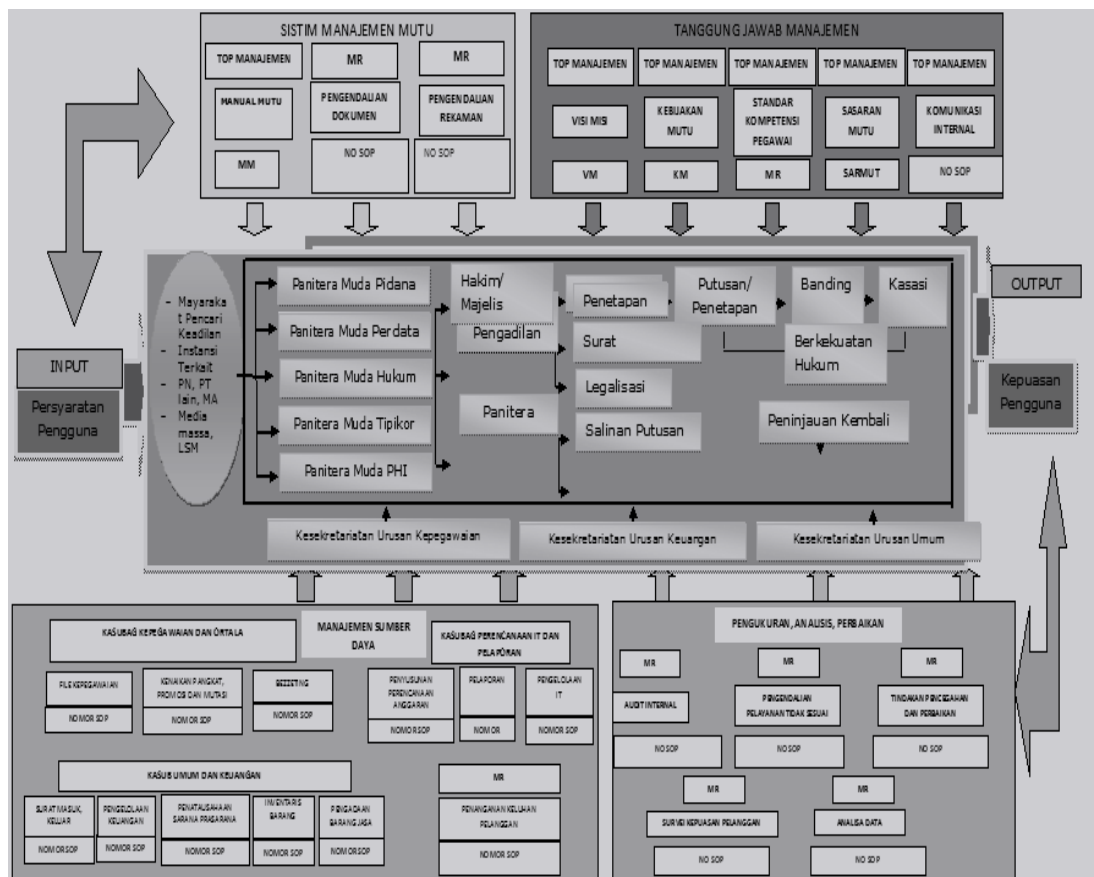 SISTIM MANAJEMEN MUTU
TOP MANAJEMEN
MR
MR
MANUAL MUTU
PENGENDALIAN
DOKUMEN
PENGENDALIAN
REKAMAN
MM
NO SOP
NO SOP
TANGGUNG JAWAB MANAJEMEN
TOP MANAJEMEN
TOP MANAJEMEN
TOP MANAJEMEN
TOP MANAJEMEN
TOP MANAJEMEN
VISI MISI
KEBIJAKAN
MUTU
STANDAR
KOMPETENSI
PEGAWAI
SASARAN
MUTU
KOMUNIKASI
INTERNAL
VM
KM
MR
SARMUT
NO SOP
INPUT
Persyaratan
Pengguna
– Mayaraka
t Pencari
Keadilan
– Instansi
Terkait
– PN, PT
lain, MA
– Media
massa,
LSM
Panitera Muda Pidana
Panitera Muda Perdata
Panitera Muda Hukum
Panitera Muda Tipikor
Panitera Muda PHI
Hakim/
Majelis
Pengadilan
Panitera
Penetapan
Surat
Legalisasi
Salinan Putusan
Putusan/
Penetapan
Banding
Kasasi
Berkekuatan
Hukum
Peninjauan Kembali
OUTPUT
Kepuasan
Pengguna
Kesekretariatan Urusan Kepegawaian
Kesekretariatan Urusan Keuangan
Kesekretariatan Urusan Umum
MANAJEMEN SUMBER
DAYA
KASUBAG KEPEGAWAIAN DAN ORTALA
KASUBAG PERENCANAAN IT DAN
PELAPORAN
FILE KEPEGAWAIAN
NOMOR SOP
KENAIKAN PANGKAT,
PROMOSI DAN MUTASI
NOMOR SOP
BEZZETING
NOMOR SOP
PENYUSUNAN
PERENCANAAN
ANGGARAN
NOMOR SOP
PELAPORAN
NOMOR
PENGELOLAAN
IT
NOMOR SOP
KASUB UMUM DAN KEUANGAN
SURAT MASUK,
KELUAR
NOMOR SOP
PENGELOLAAN
KEUANGAN
NOMOR SOP
PENATAUSAHAAN
SARANA PRASARANA
NOMOR SOP
INVENTARIS
BARANG
NOMOR SOP
PENGADAAN
BARANG JASA
NOMOR SOP
MR
PENANGANAN KELUHAN
PELANGGAN
NOMOR SOP
PENGUKURAN, ANALISIS, PERBAIKAN
MR
MR
MR
AUDIT INTERNAL
PENGENDALIAN
PELAYANAN TIDAK SESUAI
TINDAKAN PENCEGAHAN
DAN PERBAIKAN
NO SOP
NO SOP
NO SOP
MR
MR
SURVEI KEPUASAN PELANGGAN
ANALISA DATA
NO SOP
NO SOP